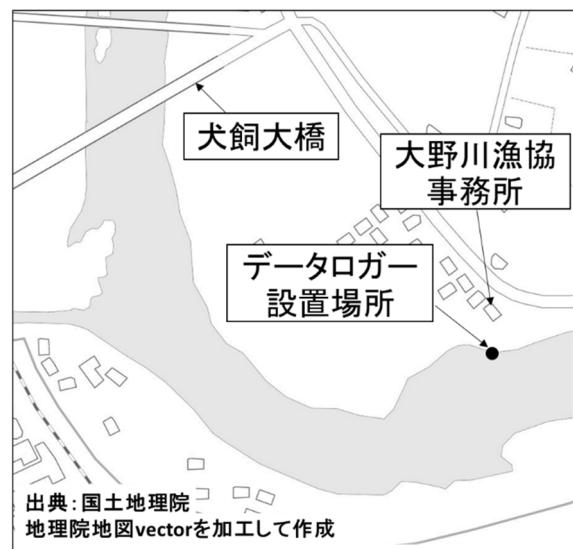 犬飼大橋
大野川漁協
事務所
データロガー
設置場所
出典：国土地理院
地理院地図vectorを加工して作成